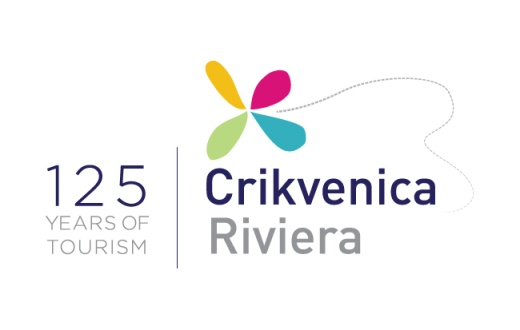 125
YEARS OF
TOURISM
Crikvenica
Riviera